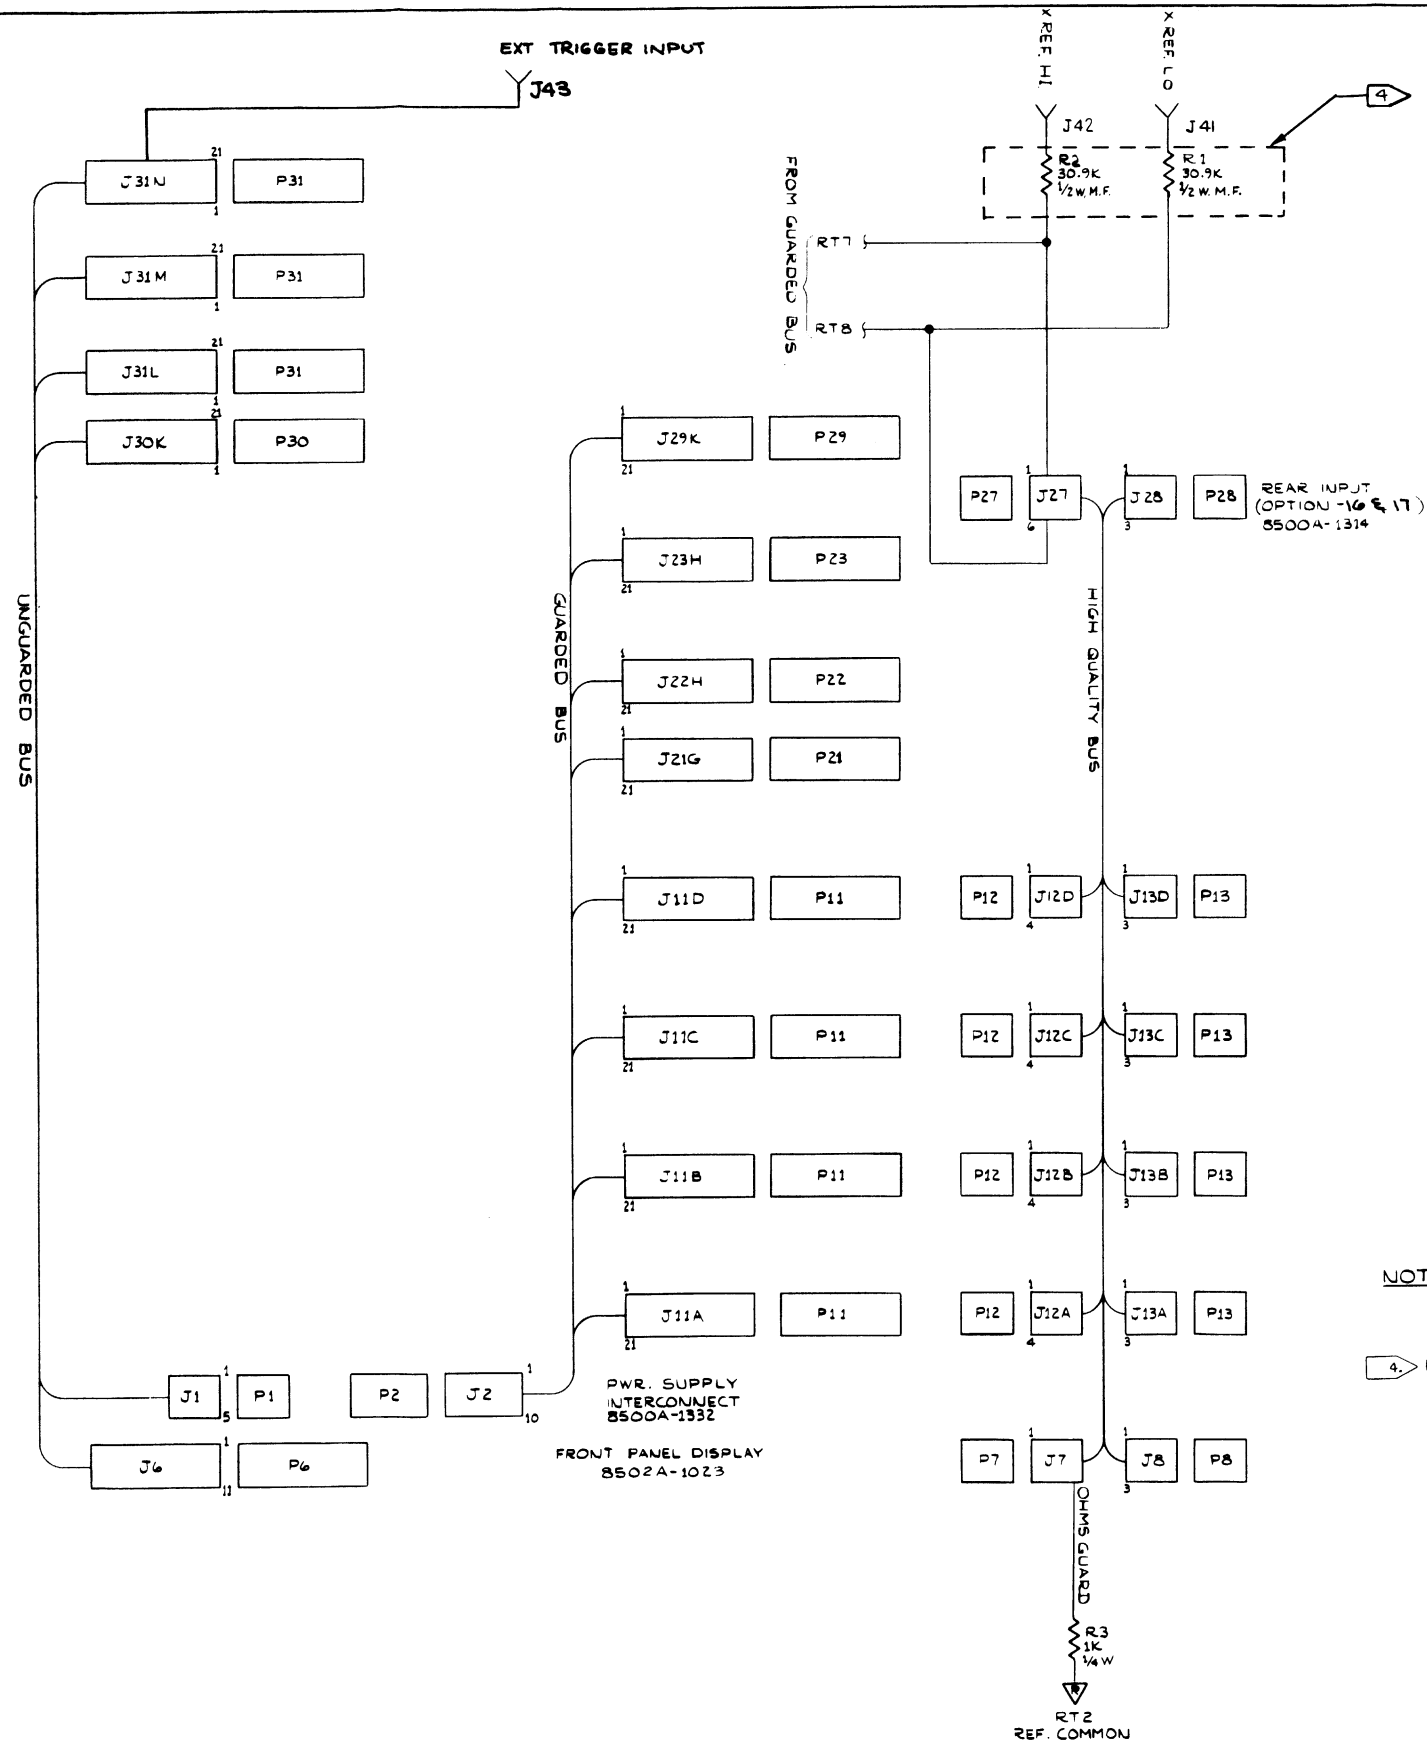 EXT TRIGGER INPUT
J43
X REF. HI
X REF. LO
4
J42
J41
R2
30.9K
1/2W, M.F.
R1
30.9K
1/2 W. M.F.
FROM GUARDED BUS
RT7
RT8
21
J31N
1
P31
21
J31M
1
P31
21
J31L
1
P31
21
J30K
1
P30
UNGUARDED BUS
1
J29K
21
P29
1
J23H
21
P23
1
J22H
21
P22
1
J21G
21
P21
GUARDED BUS
1
J11D
21
P11
1
J11C
21
P11
1
J11B
21
P11
1
J11A
21
P11
P27
1
J27
6
1
J28
3
P28
REAR INPUT
(OPTION -16 & 17)
8500A-1314
HIGH QUALITY BUS
P12
1
J12D
4
1
J13D
3
P13
P12
1
J12C
4
1
J13C
3
P13
P12
1
J12B
4
1
J13B
3
P13
P12
1
J12A
4
1
J13A
3
P13
NOT
4.
J1
1
5
P1
P2
J2
1
10
PWR. SUPPLY
INTERCONNECT
8500A-1332
J6
1
11
P6
FRONT PANEL DISPLAY
8502A-1023
P7
1
J7
1
J8
3
P8
OHMS GUARD
R3
1K
1/4 W
R
RT2
REF. COMMON